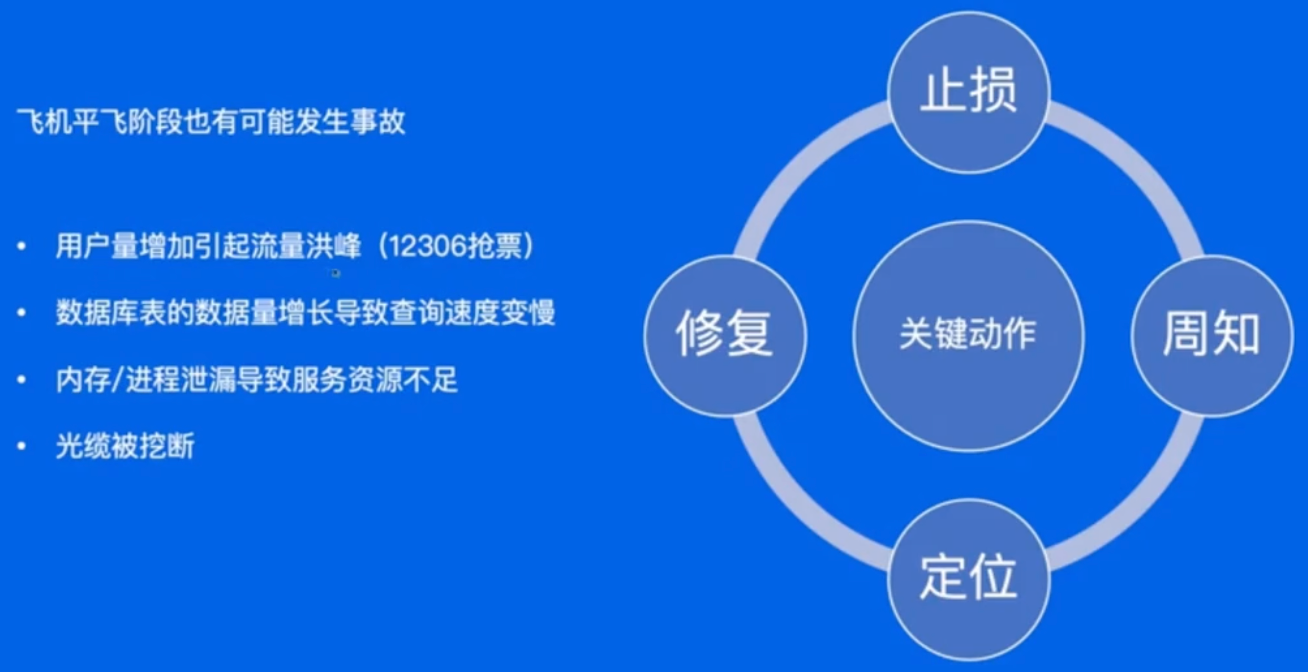 飞机平飞阶段也有可能发生事故
• 用户量增加引起流量洪峰（12306抢票）
• 数据库表的数据量增长导致查询速度变慢
• 内存/进程泄漏导致服务资源不足
• 光缆被挖断
止损
周知
定位
修复
关键动作